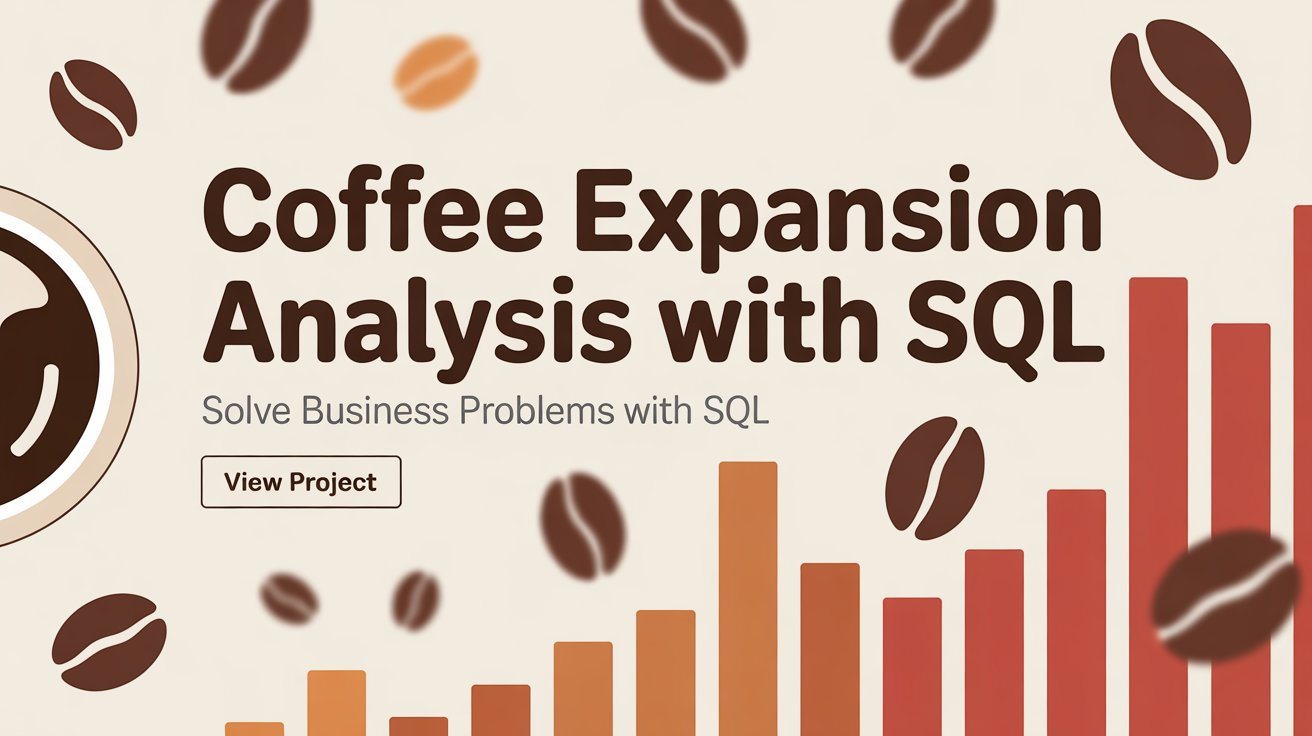 Coffee Expansion
Analysis with SQL
Solve Business Problems with SQL
View Project